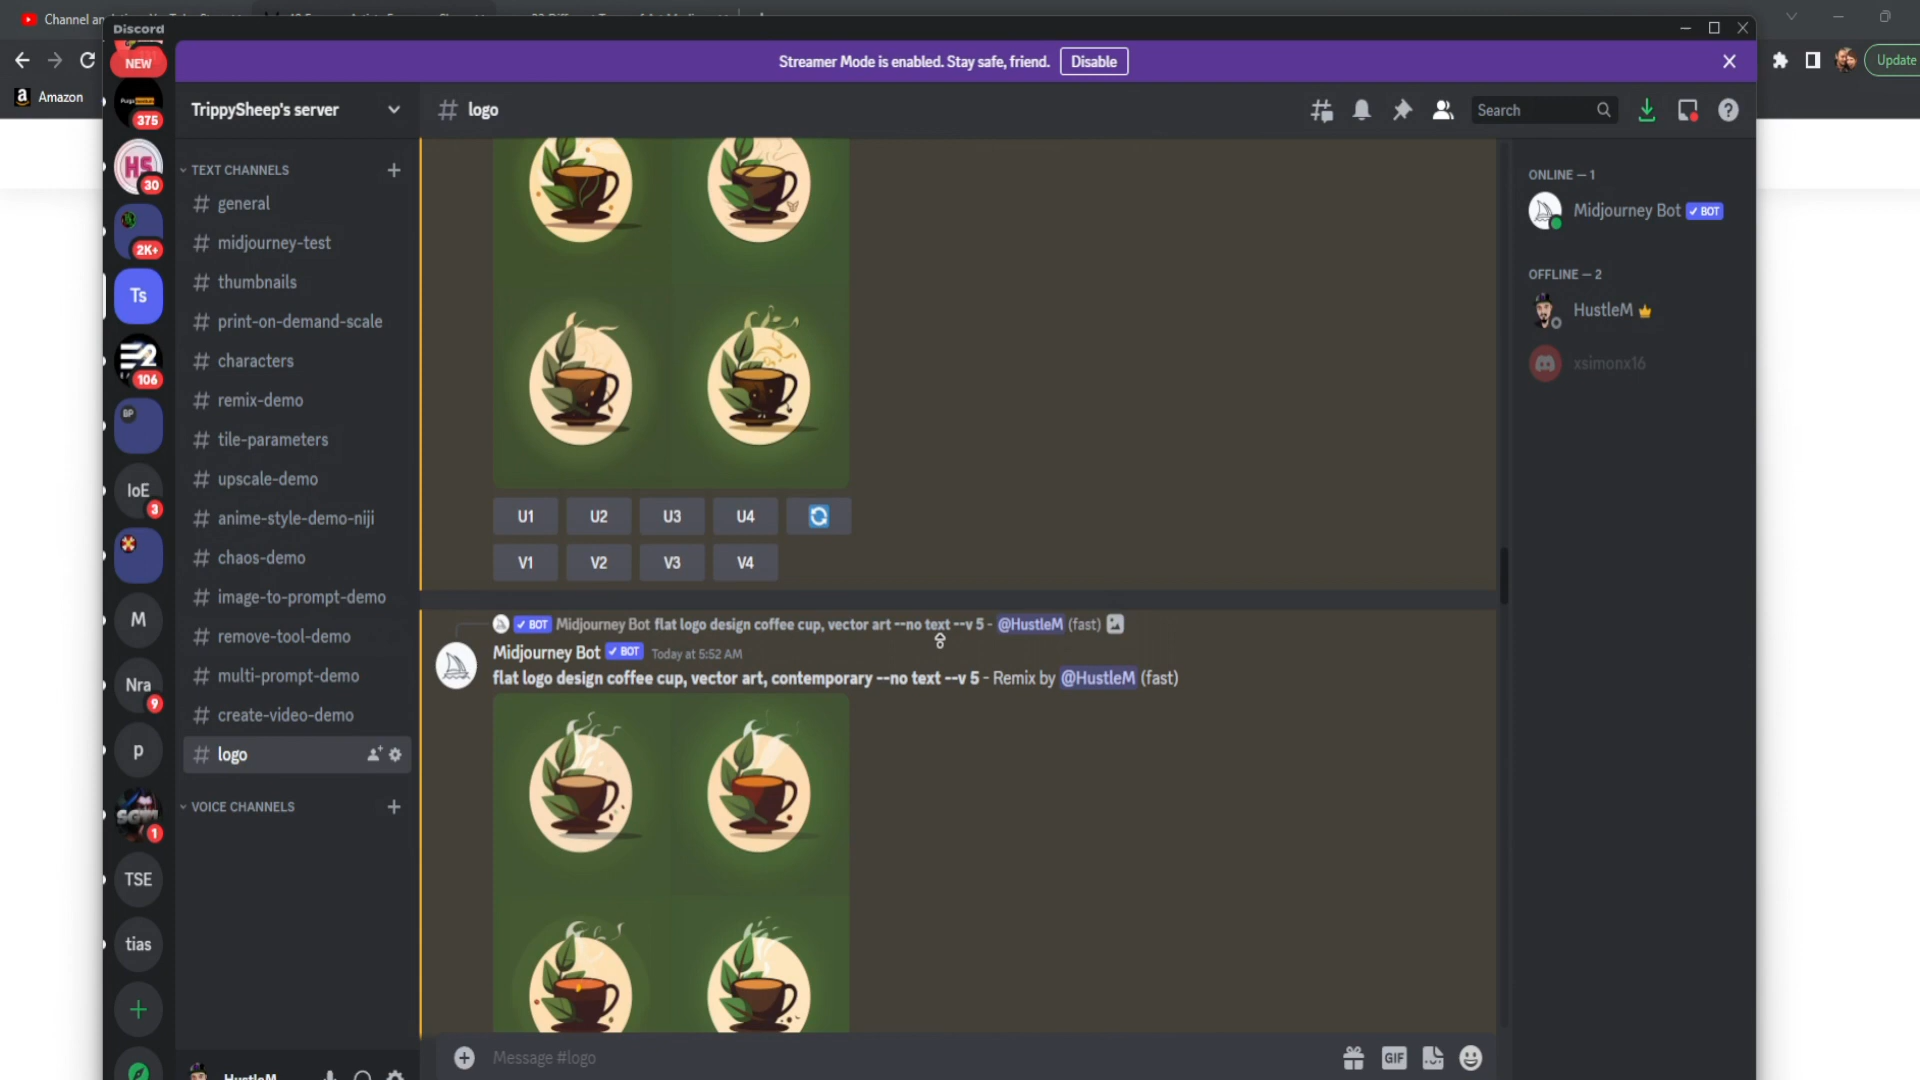 Channel an
Update
a Amazon
Discord
Streamer Mode is enabled. Stay safe, friend. Disable
TrippySheep's server
# logo
Search
NEW
375
HS
30
2K+
Ts
106
BP
IoE
3
M
Nra
9
p
1
TSE
tias
TEXT CHANNELS
# general
# midjourney-test
# thumbnails
# print-on-demand-scale
# characters
# remix-demo
# tile-parameters
# upscale-demo
# anime-style-demo-niji
# chaos-demo
# image-to-prompt-demo
# remove-tool-demo
# multi-prompt-demo
# create-video-demo
# logo
VOICE CHANNELS
HustleM
U1 U2 U3 U4
V1 V2 V3 V4
BOT Midjourney Bot flat logo design coffee cup, vector art --no text --v 5 - @HustleM (fast)
Midjourney Bot BOT Today at 5:52 AM
flat logo design coffee cup, vector art, contemporary --no text --v 5 - Remix by @HustleM (fast)
Message #logo
GIF
ONLINE — 1
Midjourney Bot BOT
OFFLINE — 2
HustleM
xsimonx16